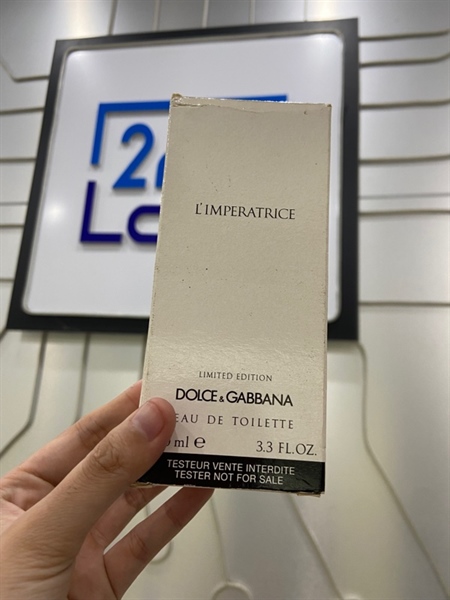 L'IMPERATRICE
LIMITED EDITION
DOLCE & GABBANA
EAU DE TOILETTE
ml e 3.3 FL.OZ.
TESTEUR VENTE INTERDITE
TESTER NOT FOR SALE